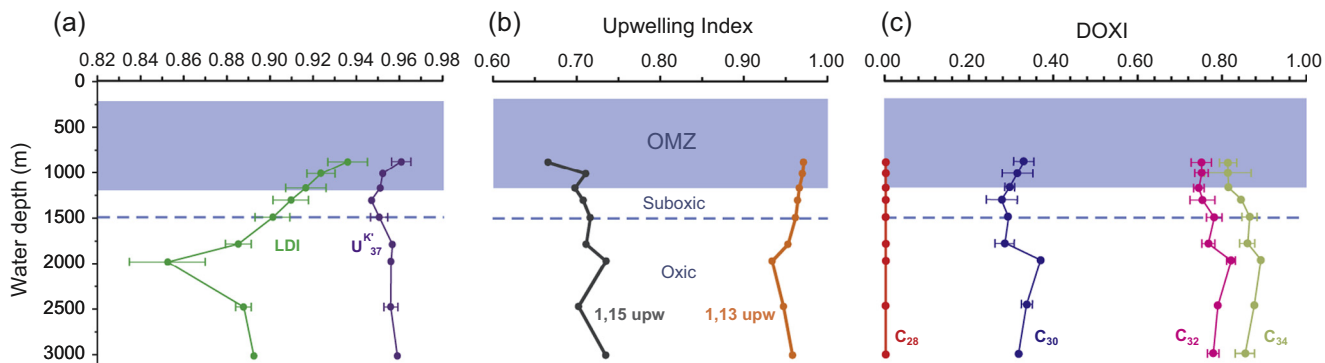 (a)
0.82 0.84 0.86 0.88 0.90 0.92 0.94 0.96 0.98
Water depth (m)
0
500
1000
1500
2000
2500
3000
LDI
U^K'_37
(b)
Upwelling Index
0.60 0.70 0.80 0.90 1.00
OMZ
Suboxic
Oxic
1,15 upw
1,13 upw
(c)
DOXI
0.00 0.20 0.40 0.60 0.80 1.00
C28
C30
C32
C34